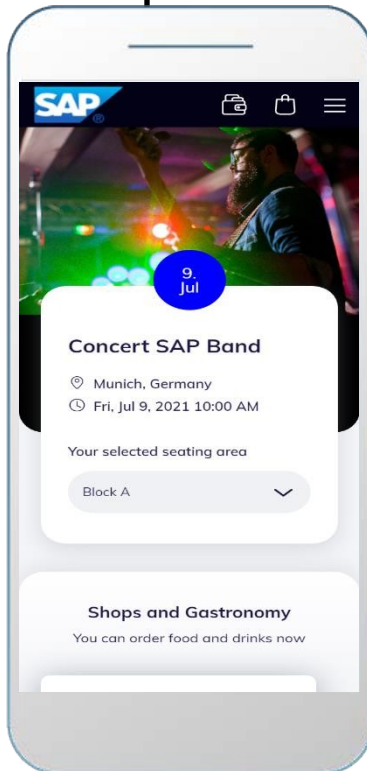 SAP
9.
Jul
Concert SAP Band
Munich, Germany
Fri, Jul 9, 2021 10:00 AM
Your selected seating area
Block A
Shops and Gastronomy
You can order food and drinks now